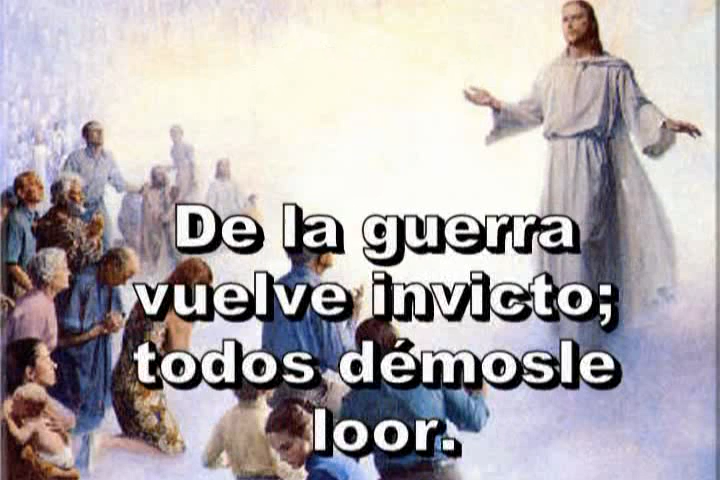 De la guerra
vuelve invicto;
todos démosle
loor.